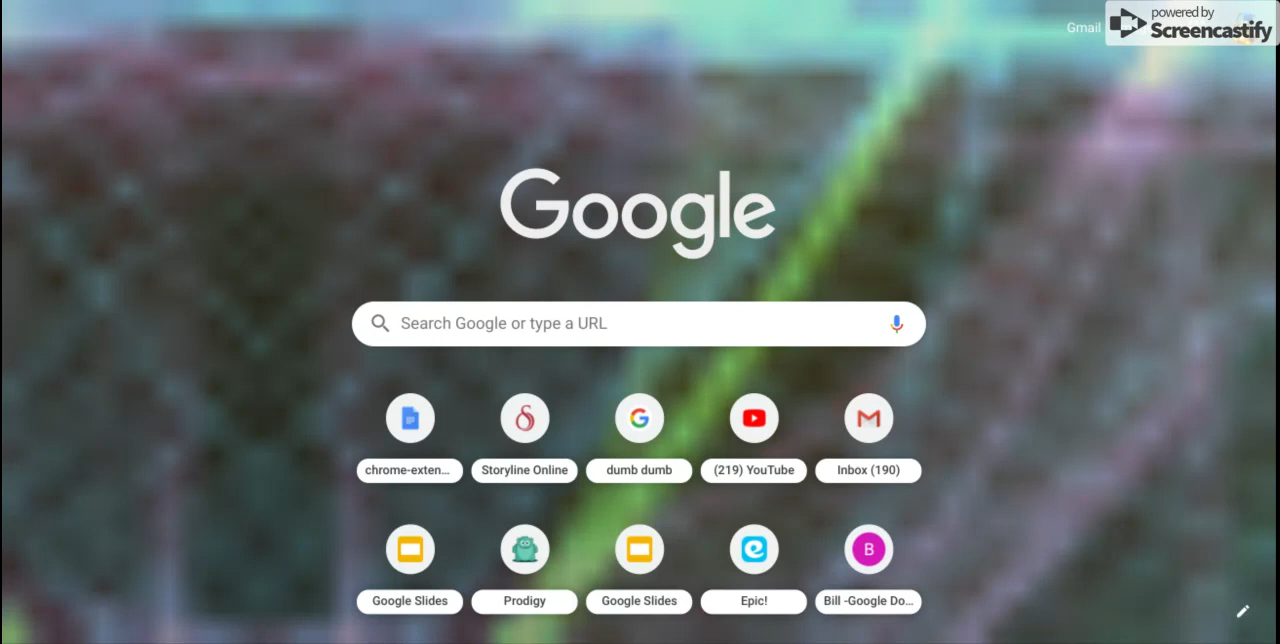 powered by
Screencastify
Gmail
Google
Search Google or type a URL
chrome-exten...
Storyline Online
dumb dumb
(219) YouTube
Inbox (190)
B
Google Slides
Prodigy
Google Slides
Epic!
Bill -Google Do...